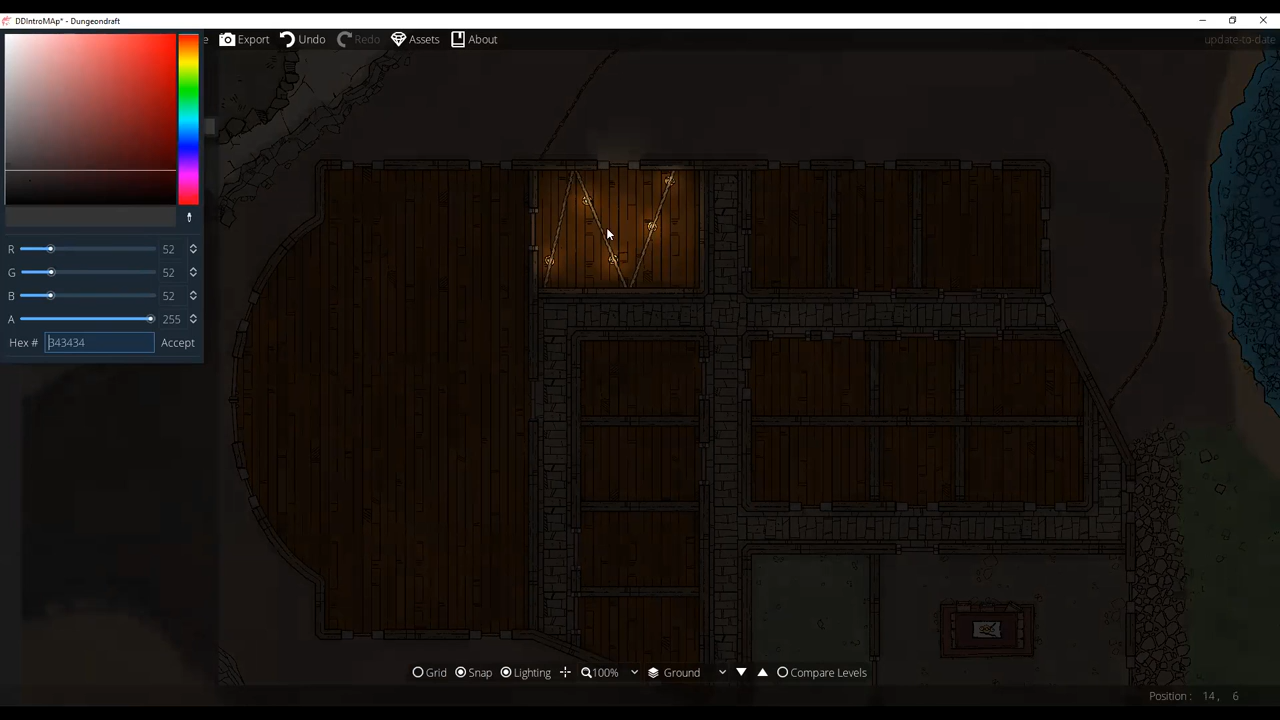 DDIntroMAp* - Dungeondraft
Export Undo Redo Assets About
update-to-date
R 52
G 52
B 52
A 255
Hex # 343434 Accept
Grid Snap Lighting 100% Ground Compare Levels
Position : 14 , 6